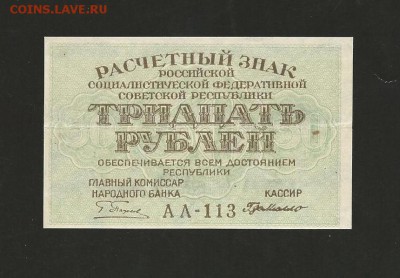 COINS.LAVE.RU
РАСЧЕТНЫЙ ЗНАК
РОССИЙСКОЙ
СОЦИАЛИСТИЧЕСКОЙ ФЕДЕРАТИВНОЙ
СОВЕТСКОЙ РЕСПУБЛИКИ
ТРИДЦАТЬ
РУБЛЕЙ
ОБЕСПЕЧИВАЕТСЯ ВСЕМ ДОСТОЯНИЕМ
РЕСПУБЛИКИ
ГЛАВНЫЙ КОМИССАР
НАРОДНОГО БАНКА
КАССИР
АА-113